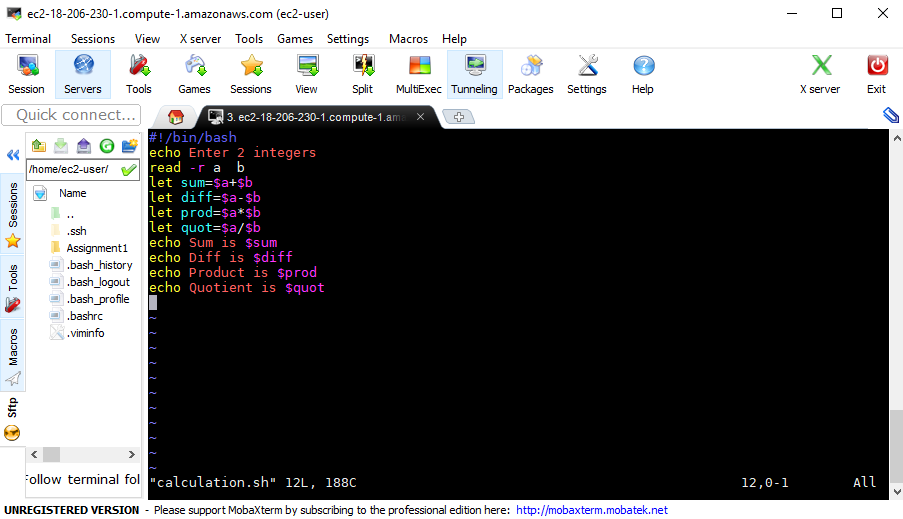 ec2-18-206-230-1.compute-1.amazonaws.com (ec2-user)
Terminal Sessions View X server Tools Games Settings Macros Help
Session Servers Tools Games Sessions View Split MultiExec Tunneling Packages Settings Help X server Exit
Quick connect...
3. ec2-18-206-230-1.compute-1.am
/home/ec2-user/
Name
..
.ssh
Assignment1
.bash_history
.bash_logout
.bash_profile
.bashrc
.viminfo
Sessions
Tools
Macros
Sftp
Follow terminal fol
#!/bin/bash
echo Enter 2 integers
read -r a  b
let sum=$a+$b
let diff=$a-$b
let prod=$a*$b
let quot=$a/$b
echo Sum is $sum
echo Diff is $diff
echo Product is $prod
echo Quotient is $quot
~
~
~
~
~
~
~
~
~
~
~
"calculation.sh" 12L, 188C 12,0-1 All
UNREGISTERED VERSION - Please support MobaXterm by subscribing to the professional edition here: http://mobaxterm.mobatek.net